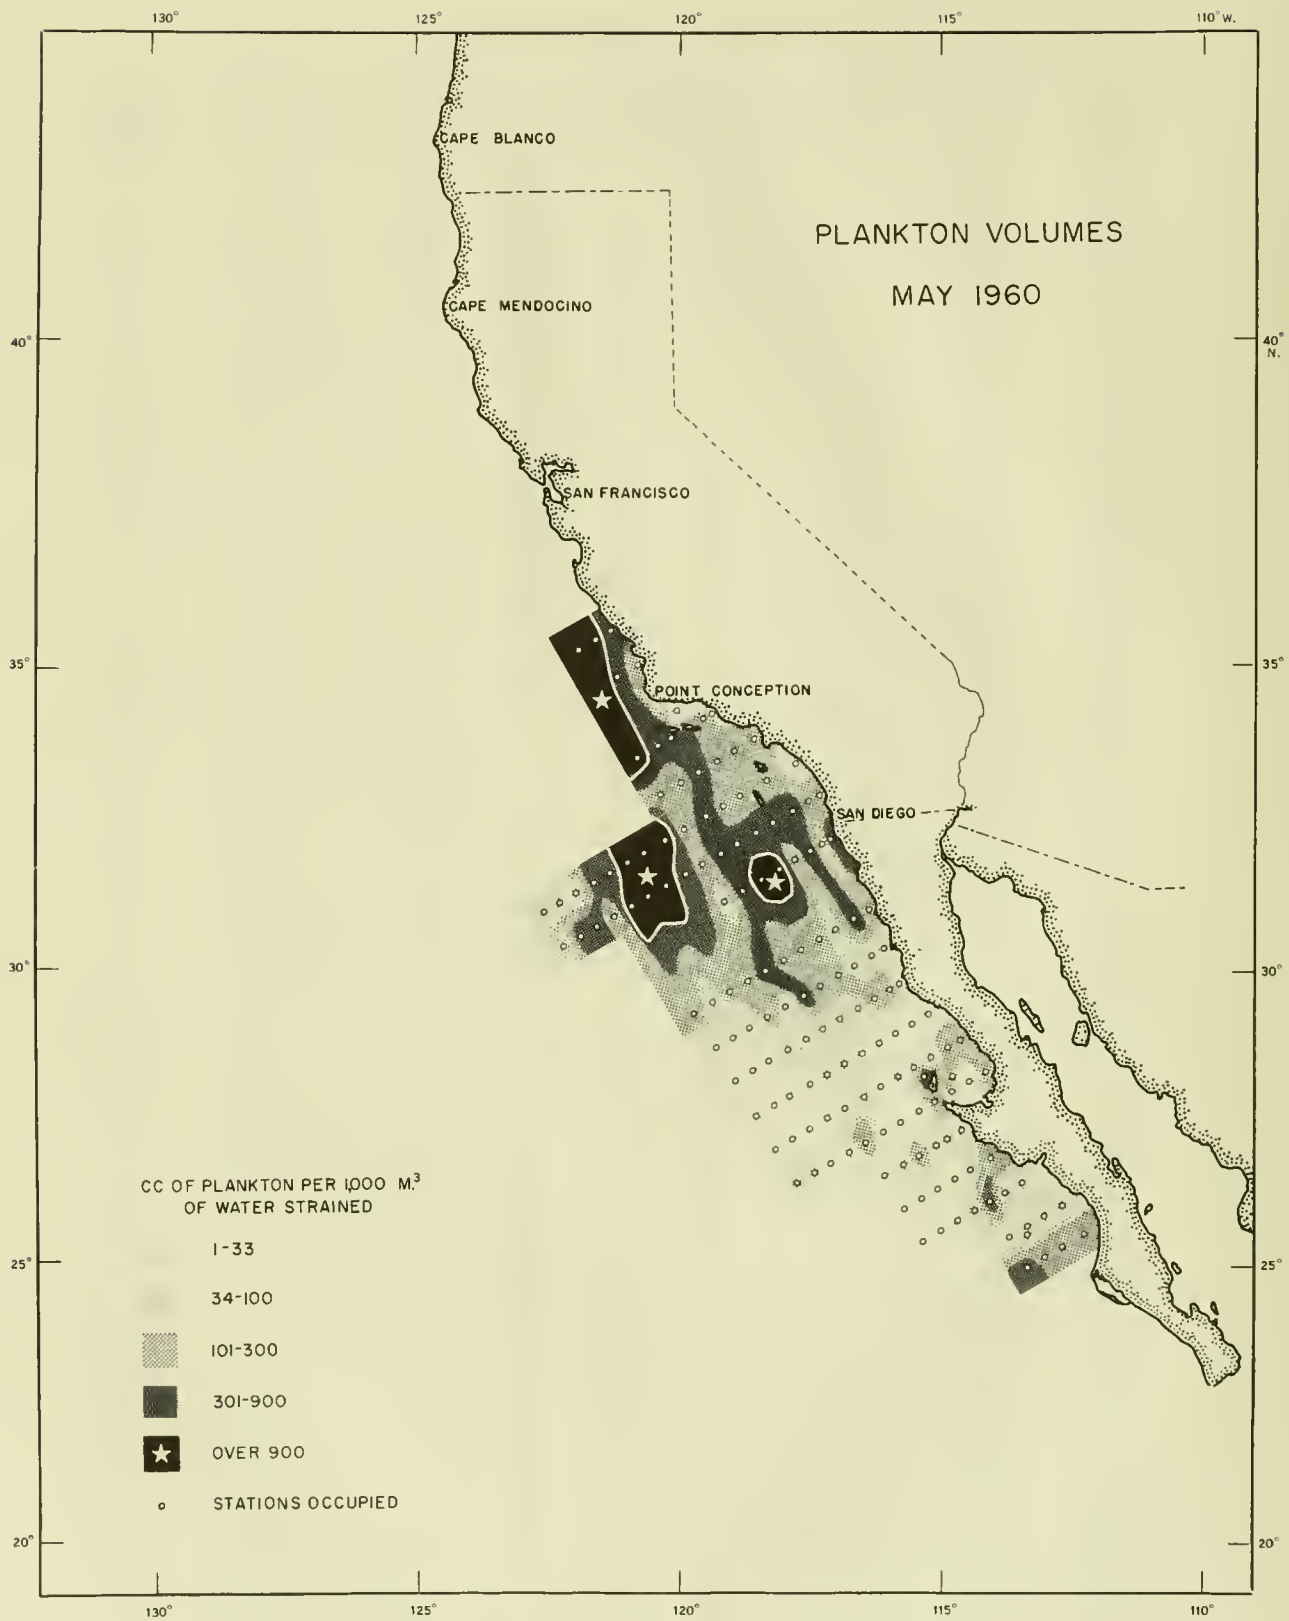 130° 125° 120° 115° 110° W.
CAPE BLANCO
PLANKTON VOLUMES
MAY 1960
CAPE MENDOCINO
40° 40°
N.
SAN FRANCISCO
35° 35°
POINT CONCEPTION
SAN DIEGO
30° 30°
CC OF PLANKTON PER 1,000 M.³
OF WATER STRAINED
1-33
25° 25°
34-100
101-300
301-900
OVER 900
STATIONS OCCUPIED
20° 20°
130° 125° 120° 115° 110°